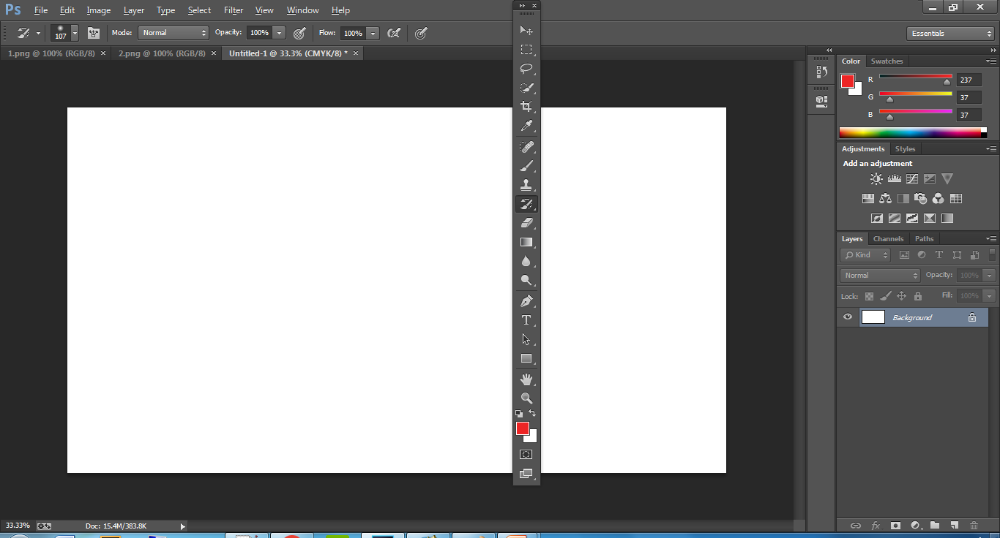 Ps File Edit Image Layer Type Select Filter View Window Help
107 Mode: Normal Opacity: 100% Flow: 100% Essentials
1.png @ 100% (RGB/8) × 2.png @ 100% (RGB/8) × Untitled-1 @ 33.3% (CMYK/8) * ×
Color Swatches
R 237
G 37
B 37
Adjustments Styles
Add an adjustment
Layers Channels Paths
Kind T
Normal Opacity: 100%
Lock: Fill: 100%
Background
T
fx
33.33% Doc: 15.4M/383.8K